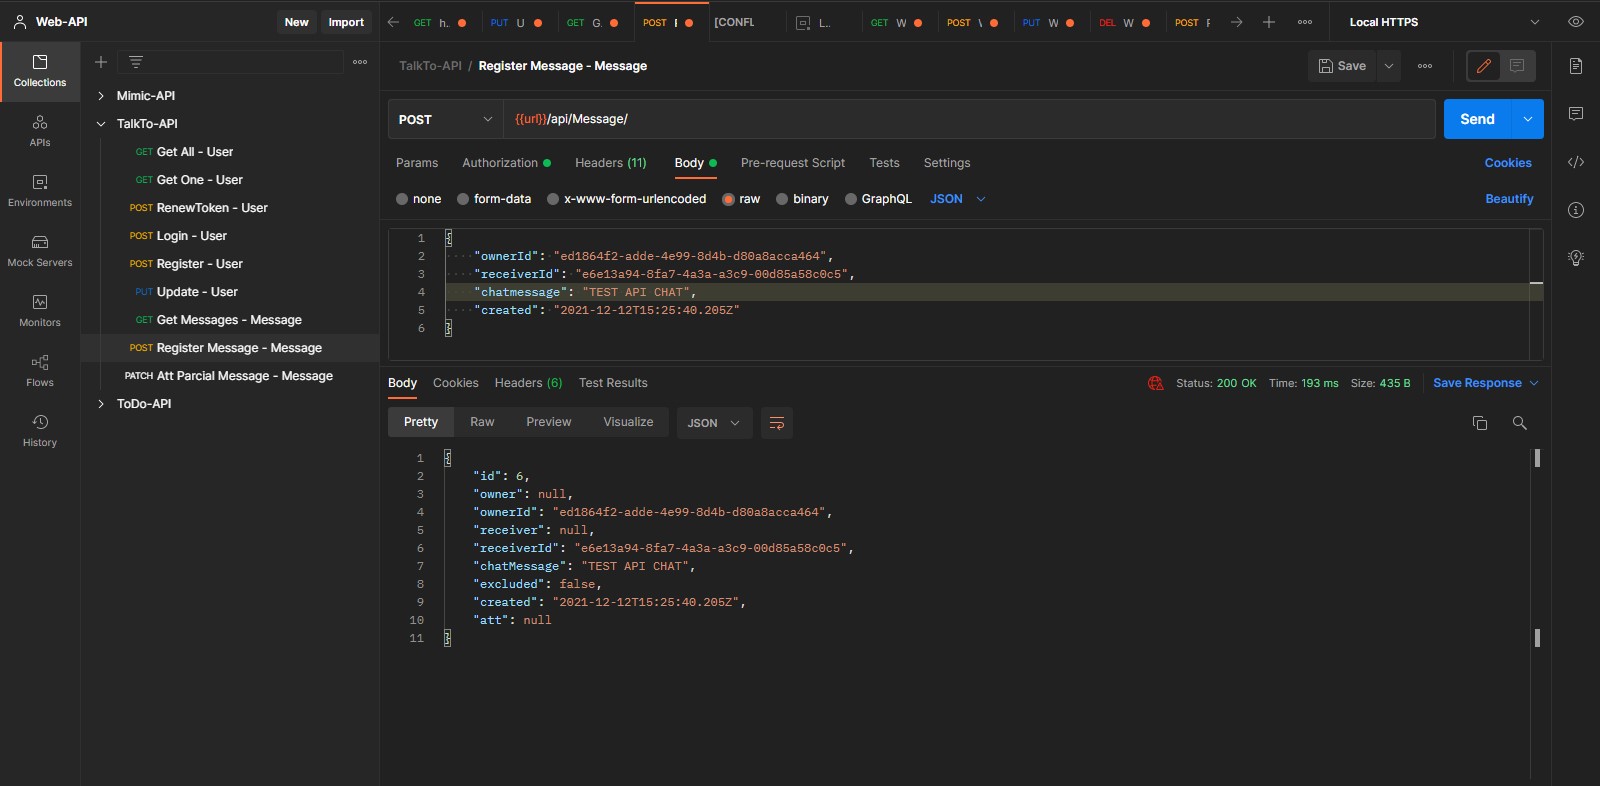 Web-API
New
Import
GET h.
PUT U
GET G.
POST
[CONFL
L..
GET W
POST
PUT W
DEL W
POST
Local HTTPS
Collections
APIs
Environments
Mock Servers
Monitors
Flows
History
Mimic-API
TalkTo-API
GET Get All - User
GET Get One - User
POST RenewToken - User
POST Login - User
POST Register - User
PUT Update - User
GET Get Messages - Message
POST Register Message - Message
PATCH Att Parcial Message - Message
ToDo-API
TalkTo-API / Register Message - Message
Save
POST
{{url}}/api/Message/
Send
Params Authorization Headers (11) Body Pre-request Script Tests Settings
Cookies
none form-data x-www-form-urlencoded raw binary GraphQL JSON
Beautify
1 {
2 "ownerId": "ed1864f2-adde-4e99-8d4b-d80a8acca464",
3 "receiverId": "e6e13a94-8fa7-4a3a-a3c9-00d85a58c0c5",
4 "chatmessage": "TEST API CHAT",
5 "created": "2021-12-12T15:25:40.205Z"
6 }
Body Cookies Headers (6) Test Results
Status: 200 OK Time: 193 ms Size: 435 B
Save Response
Pretty Raw Preview Visualize JSON
1 {
2 "id": 6,
3 "owner": null,
4 "ownerId": "ed1864f2-adde-4e99-8d4b-d80a8acca464",
5 "receiver": null,
6 "receiverId": "e6e13a94-8fa7-4a3a-a3c9-00d85a58c0c5",
7 "chatMessage": "TEST API CHAT",
8 "excluded": false,
9 "created": "2021-12-12T15:25:40.205Z",
10 "att": null
11 }